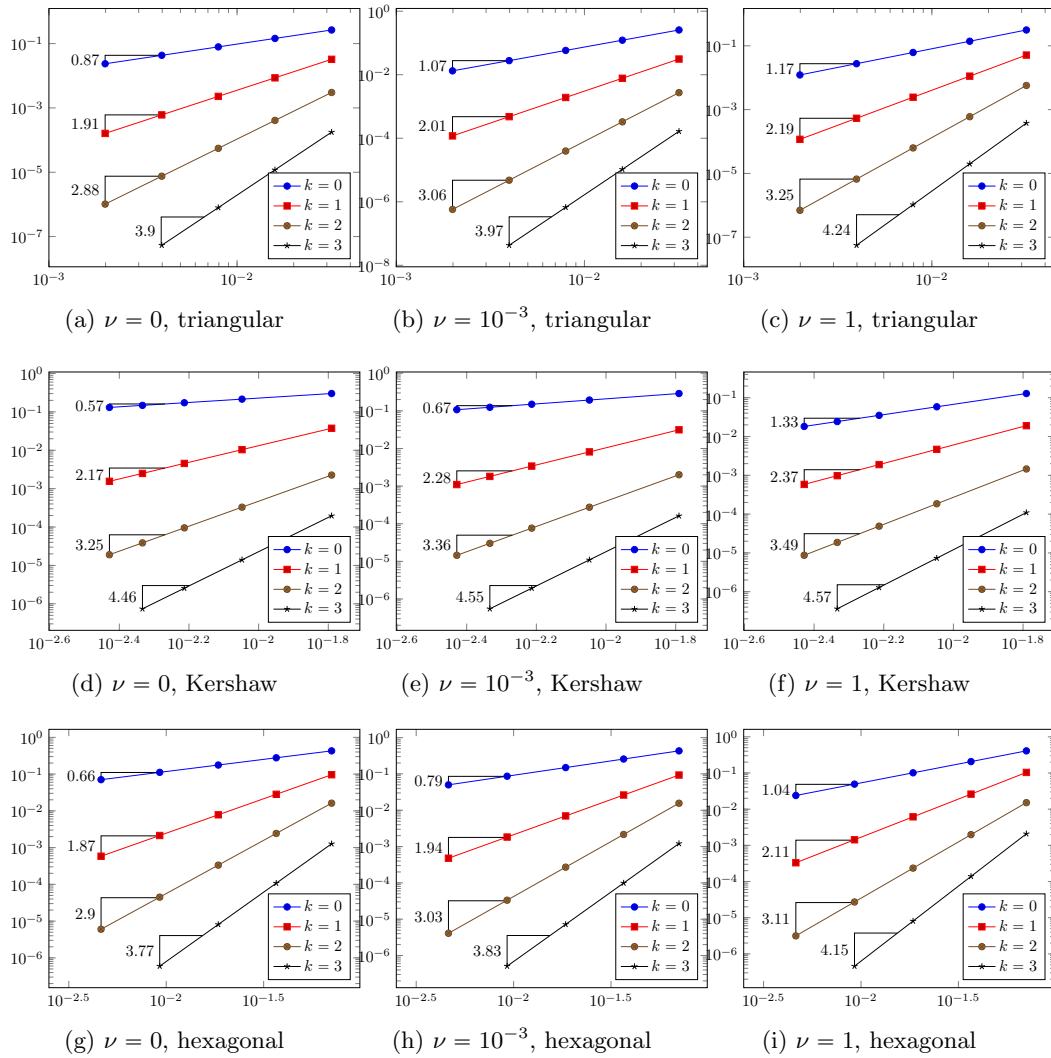 10⁻¹
10⁻³
10⁻⁵
10⁻⁷
0.87
1.91
2.88
3.9
k = 0
k = 1
k = 2
k = 3
10⁻³ 10⁻²
(a) ν = 0, triangular
10⁰
10⁻²
10⁻⁴
10⁻⁶
10⁻⁸
1.07
2.01
3.06
3.97
k = 0
k = 1
k = 2
k = 3
10⁻³ 10⁻²
(b) ν = 10⁻³, triangular
10⁻¹
10⁻³
10⁻⁵
10⁻⁷
1.17
2.19
3.25
4.24
k = 0
k = 1
k = 2
k = 3
10⁻³ 10⁻²
(c) ν = 1, triangular
10⁰
10⁻¹
10⁻²
10⁻³
10⁻⁴
10⁻⁵
10⁻⁶
0.57
2.17
3.25
4.46
k = 0
k = 1
k = 2
k = 3
10⁻²·⁶ 10⁻²·⁴ 10⁻²·² 10⁻² 10⁻¹·⁸
(d) ν = 0, Kershaw
10⁰
10⁻¹
10⁻²
10⁻³
10⁻⁴
10⁻⁵
10⁻⁶
0.67
2.28
3.36
4.55
k = 0
k = 1
k = 2
k = 3
10⁻²·⁶ 10⁻²·⁴ 10⁻²·² 10⁻² 10⁻¹·⁸
(e) ν = 10⁻³, Kershaw
10⁻¹
10⁻²
10⁻³
10⁻⁴
10⁻⁵
10⁻⁶
1.33
2.37
3.49
4.57
k = 0
k = 1
k = 2
k = 3
10⁻²·⁶ 10⁻²·⁴ 10⁻²·² 10⁻² 10⁻¹·⁸
(f) ν = 1, Kershaw
10⁰
10⁻¹
10⁻²
10⁻³
10⁻⁴
10⁻⁵
10⁻⁶
0.66
1.87
2.9
3.77
k = 0
k = 1
k = 2
k = 3
10⁻²·⁵ 10⁻² 10⁻¹·⁵
(g) ν = 0, hexagonal
10⁰
10⁻¹
10⁻²
10⁻³
10⁻⁴
10⁻⁵
10⁻⁶
0.79
1.94
3.03
3.83
k = 0
k = 1
k = 2
k = 3
10⁻²·⁵ 10⁻² 10⁻¹·⁵
(h) ν = 10⁻³, hexagonal
10⁰
10⁻¹
10⁻²
10⁻³
10⁻⁴
10⁻⁵
10⁻⁶
1.04
2.11
3.11
4.15
k = 0
k = 1
k = 2
k = 3
10⁻²·⁵ 10⁻² 10⁻¹·⁵
(i) ν = 1, hexagonal